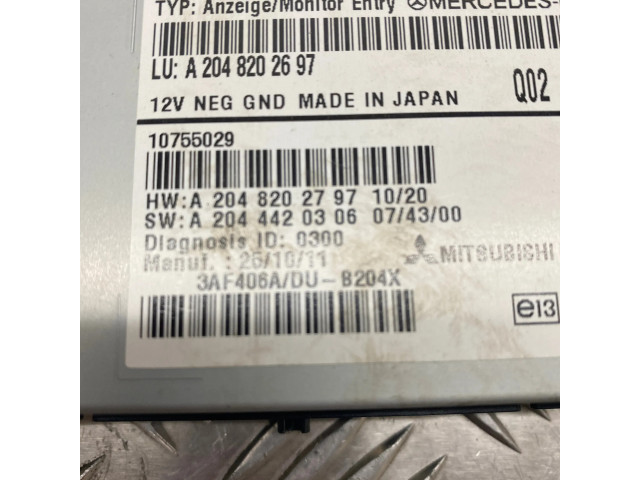 TYP: Anzeige/Monitor Entry MERCEDES-
LU: A 204 820 26 97
Q02
12V NEG GND MADE IN JAPAN
10755029
HW: A 204 820 27 97 10/20
SW: A 204 442 03 06 07/43/00
Diagnosis ID: 0300
Manuf. : 26/10/11
MITSUBISHI
3AF406A/DU-B204X
e13